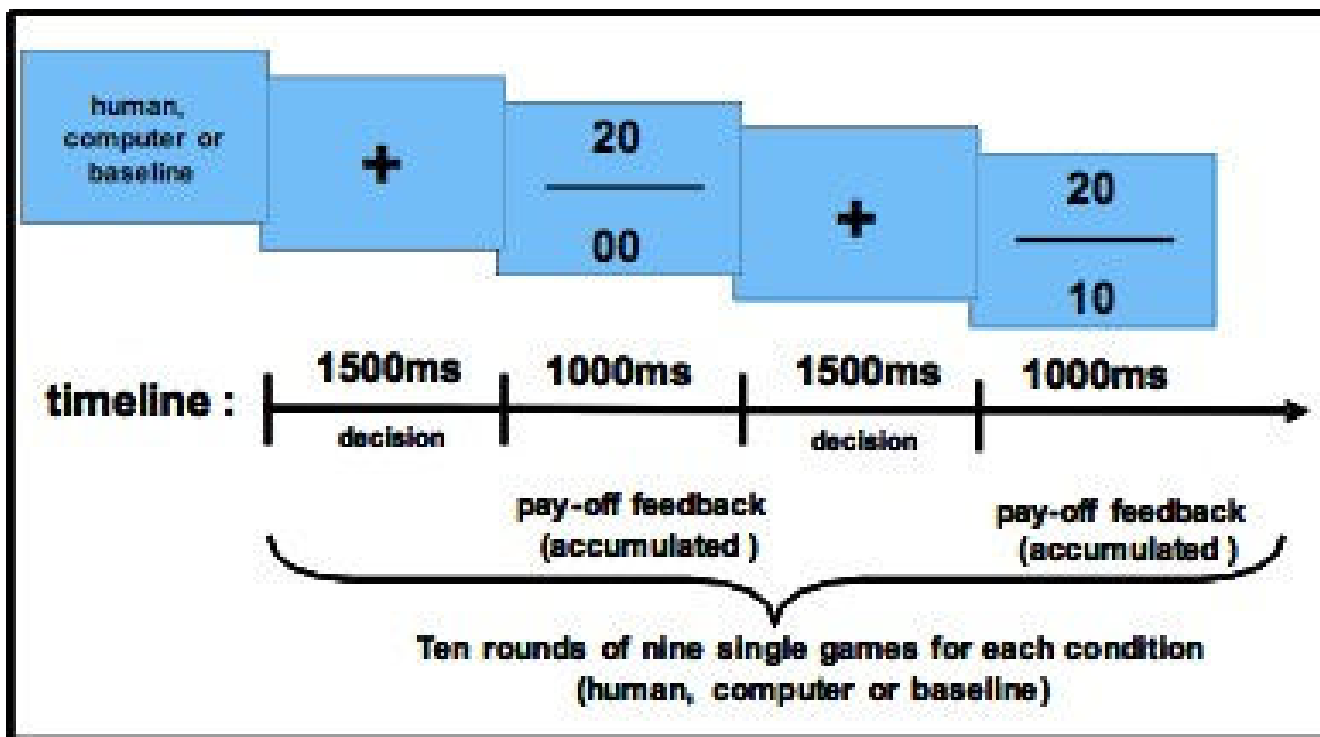 human,
computer or
baseline
+
20
00
+
20
10
timeline :
1500ms
1000ms
1500ms
1000ms
decision
decision
pay-off feedback
(accumulated )
pay-off feedback
(accumulated )
Ten rounds of nine single games for each condition
(human, computer or baseline)